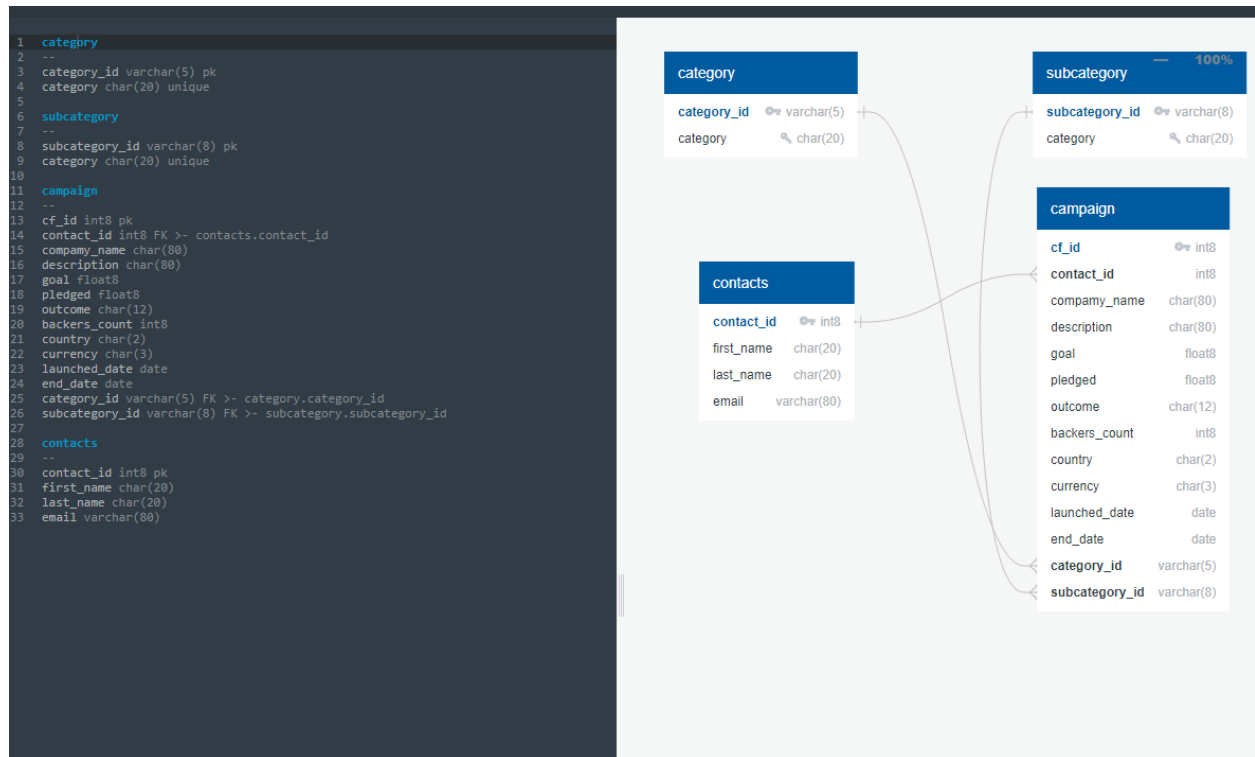 1 category
2 --
3 category_id varchar(5) pk
4 category char(20) unique
5
6 subcategory
7 --
8 subcategory_id varchar(8) pk
9 category char(20) unique
10
11 campaign
12 --
13 cf_id int8 pk
14 contact_id int8 FK >- contacts.contact_id
15 compamy_name char(80)
16 description char(80)
17 goal float8
18 pledged float8
19 outcome char(12)
20 backers_count int8
21 country char(2)
22 currency char(3)
23 launched_date date
24 end_date date
25 category_id varchar(5) FK >- category.category_id
26 subcategory_id varchar(8) FK >- subcategory.subcategory_id
27
28 contacts
29 --
30 contact_id int8 pk
31 first_name char(20)
32 last_name char(20)
33 email varchar(80)
category
category_id varchar(5)
category char(20)
— 100%
subcategory
subcategory_id varchar(8)
category char(20)
contacts
contact_id int8
first_name char(20)
last_name char(20)
email varchar(80)
campaign
cf_id int8
contact_id int8
compamy_name char(80)
description char(80)
goal float8
pledged float8
outcome char(12)
backers_count int8
country char(2)
currency char(3)
launched_date date
end_date date
category_id varchar(5)
subcategory_id varchar(8)